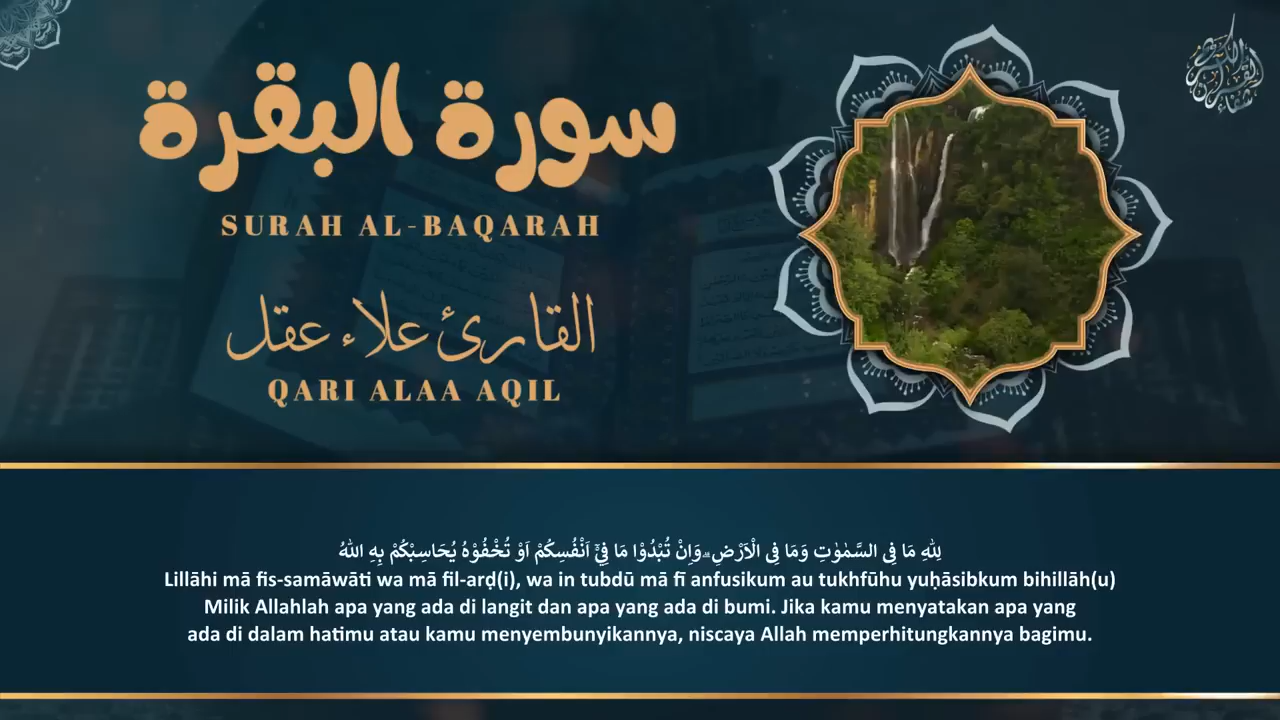 سورة البقرة
SURAH AL-BAQARAH
القارئ علاء عقل
QARI ALAA AQIL
لِلّٰهِ مَا فِى السَّمٰوٰتِ وَمَا فِى الْاَرْضِ ۗ وَاِنْ تُبْدُوْا مَا فِيْٓ اَنْفُسِكُمْ اَوْ تُخْفُوْهُ يُحَاسِبْكُمْ بِهِ اللّٰهُ
Lillāhi mā fis-samāwāti wa mā fil-arḍ(i), wa in tubdū mā fī anfusikum au tukhfūhu yuḥāsibkum bihillāh(u)
Milik Allahlah apa yang ada di langit dan apa yang ada di bumi. Jika kamu menyatakan apa yang
ada di dalam hatimu atau kamu menyembunyikannya, niscaya Allah memperhitungkannya bagimu.